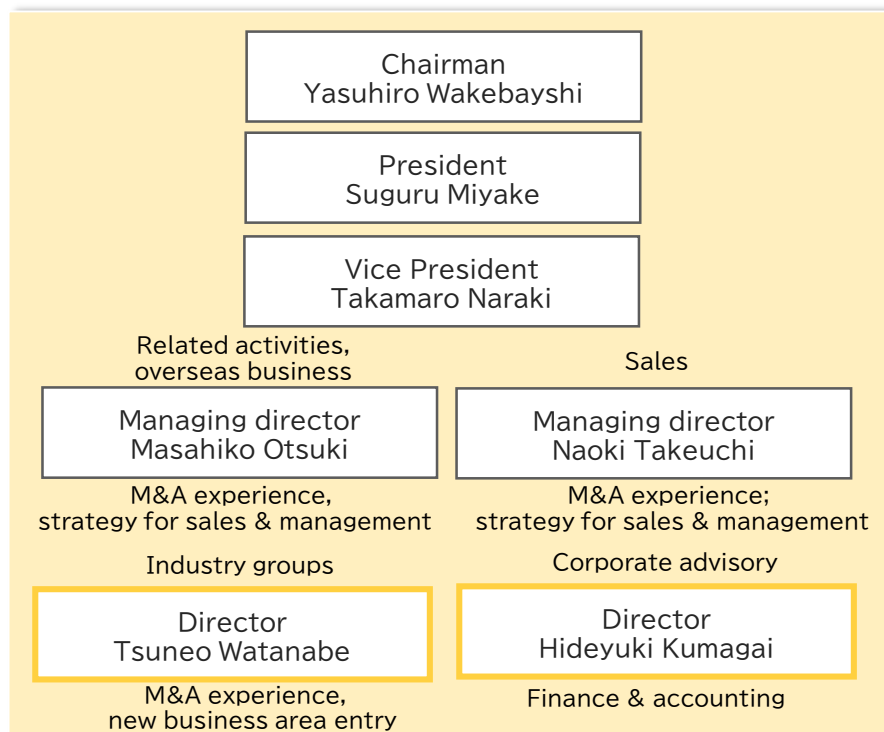 Chairman
Yasuhiro Wakebayshi
President
Suguru Miyake
Vice President
Takamaro Naraki
Related activities,
overseas business
Managing director
Masahiko Otsuki
M&A experience,
strategy for sales & management
Sales
Managing director
Naoki Takeuchi
M&A experience;
strategy for sales & management
Industry groups
Director
Tsuneo Watanabe
M&A experience,
new business area entry
Corporate advisory
Director
Hideyuki Kumagai
Finance & accounting